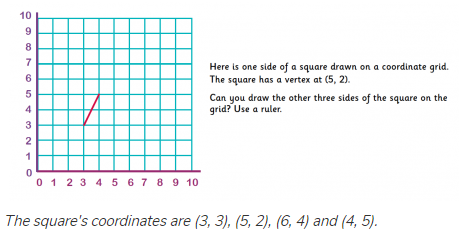 10
9
8
7
6
5
4
3
2
1
0
0 1 2 3 4 5 6 7 8 9 10
Here is one side of a square drawn on a coordinate grid.
The square has a vertex at (5, 2).
Can you draw the other three sides of the square on the
grid? Use a ruler.
The square's coordinates are (3, 3), (5, 2), (6, 4) and (4, 5).